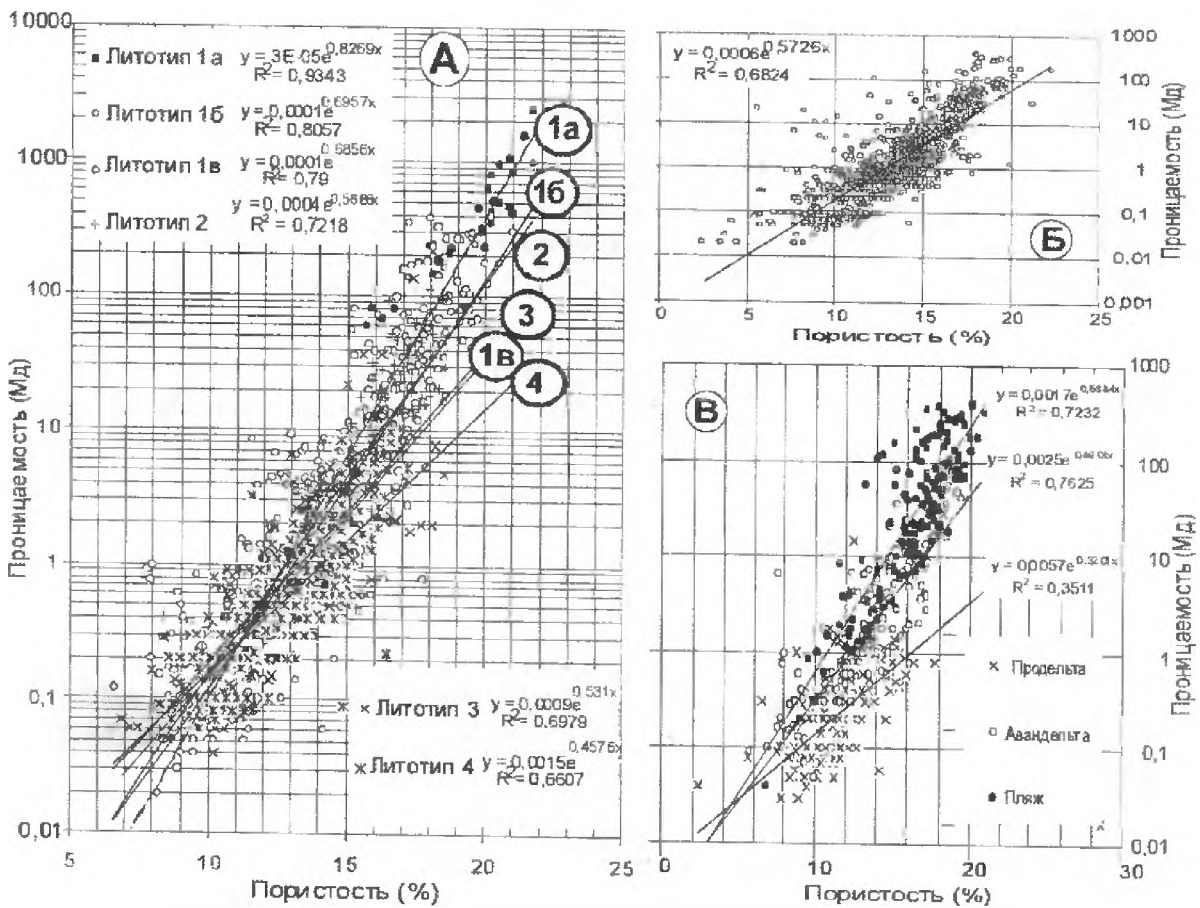 10000
1000
100
10
1
0,1
0,01
Проницаемость (Мд)
А
Литотип 1а y = 3E-05e^0,8269x
R² = 0,9343
Литотип 1б y = 0,0001e^0,6957x
R² = 0,8057
Литотип 1в y = 0,0001e^0,6856x
R² = 0,79
Литотип 2 y = 0,0004e
R² = 0,7218
1а
1б
2
3
1в
4
Литотип 3 y = 0,0009e^0,531x
R² = 0,6979
Литотип 4 y = 0,0015e^0,4576x
R² = 0,6607
5 10 15 20 25
Пористость (%)
y = 0,0006e^0,5726x
R² = 0,6824
Б
1000
100
10
1
0,1
0,01
0,001
Проницаемость (Мд)
0 5 10 15 20 25
Пористость (%)
В
y = 0,0017e
R² = 0,7232
y = 0,0025e
R² = 0,7625
y = 0,0057e
R² = 0,3511
Продельта
Авандельта
Пляж
1000
100
10
1
0,1
0,01
Проницаемость (Мд)
0 10 20 30
Пористость (%)